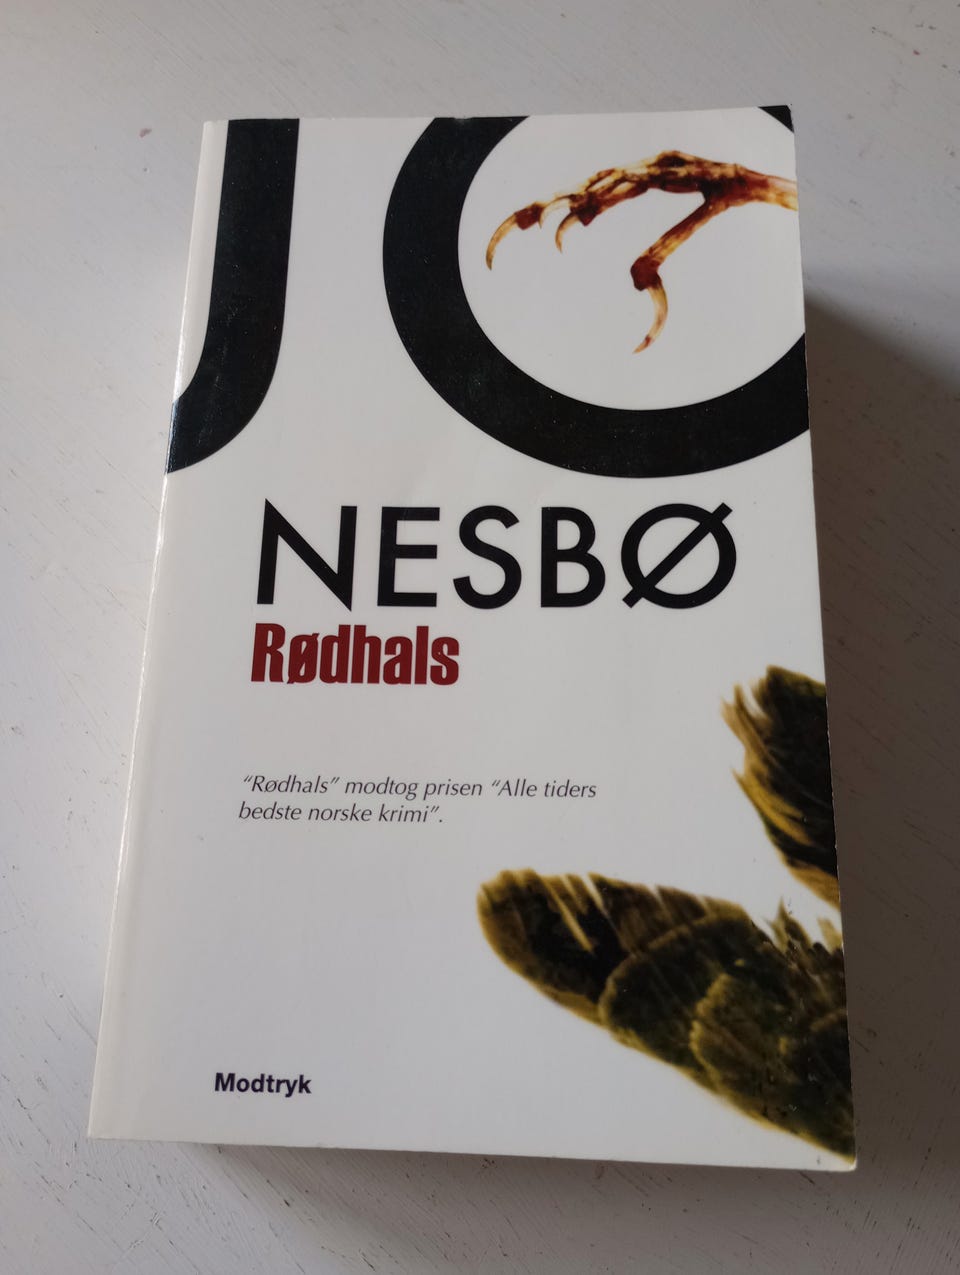 JO
NESBØ
Rødhals
“Rødhals” modtog prisen “Alle tiders
bedste norske krimi”.
Modtryk